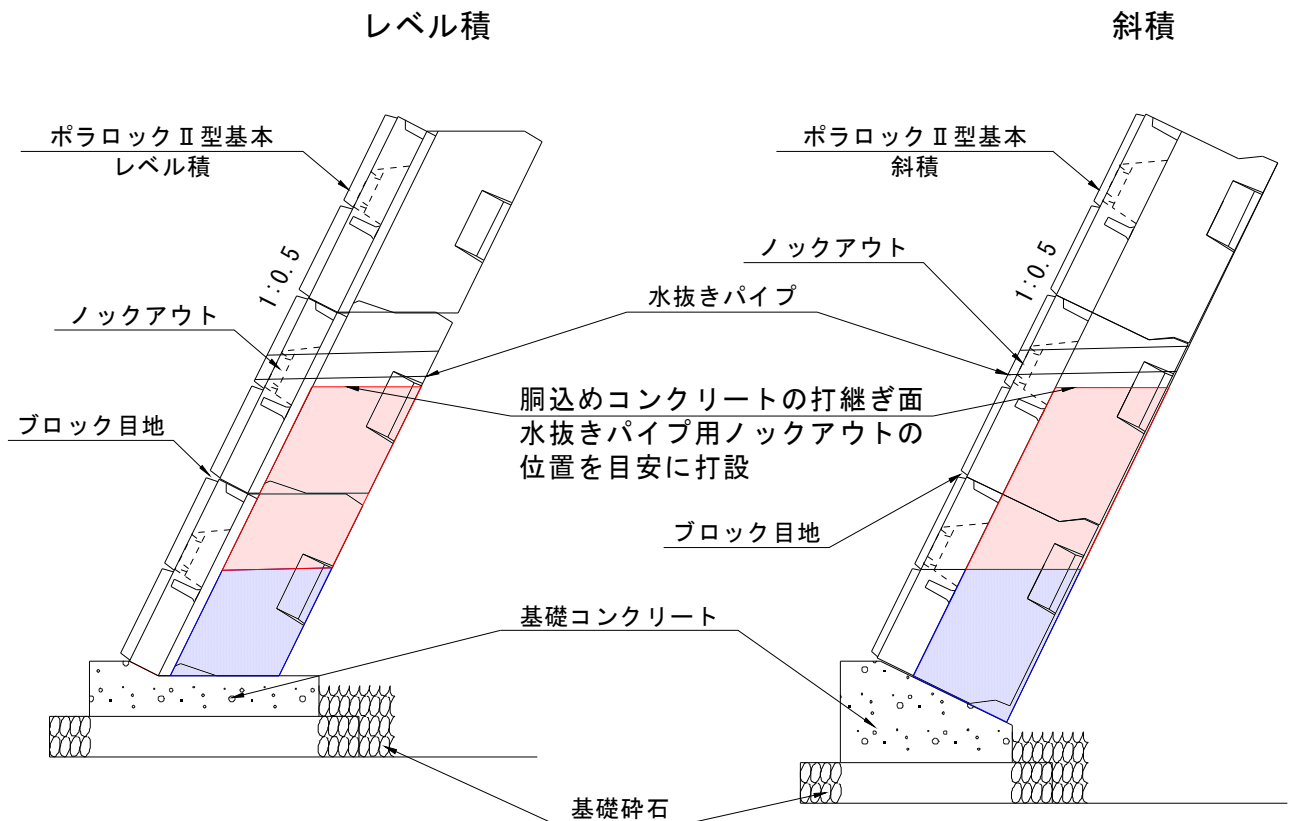 レベル積
斜積
ポラロックⅡ型基本
レベル積
ポラロックⅡ型基本
斜積
1:0.5
1:0.5
ノックアウト
ノックアウト
水抜きパイプ
胴込めコンクリートの打継ぎ面
水抜きパイプ用ノックアウトの
位置を目安に打設
ブロック目地
ブロック目地
基礎コンクリート
基礎砕石